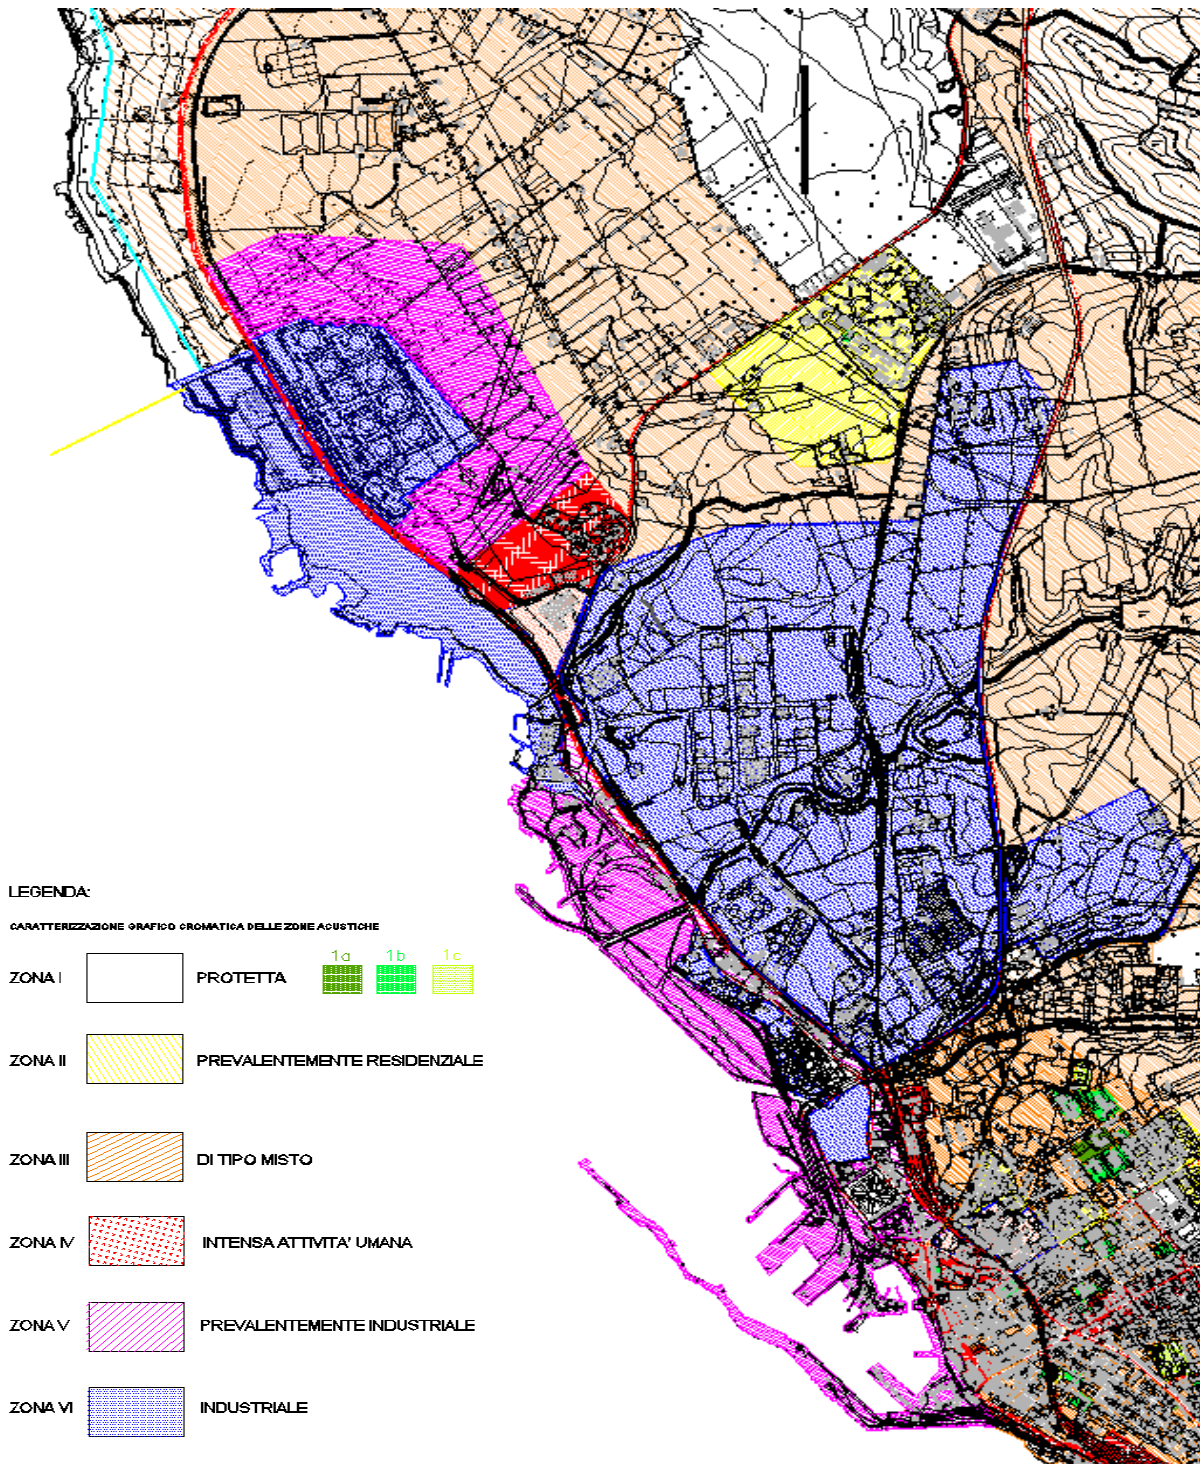 LEGENDA:
CARATTERIZZAZIONE GRAFICO CROMATICA DELLE ZONE ACUSTICHE
ZONA I PROTETTA 1a 1b 1c
ZONA II PREVALENTEMENTE RESIDENZIALE
ZONA III DI TIPO MISTO
ZONA IV INTENSA ATTIVITA' UMANA
ZONA V PREVALENTEMENTE INDUSTRIALE
ZONA VI INDUSTRIALE